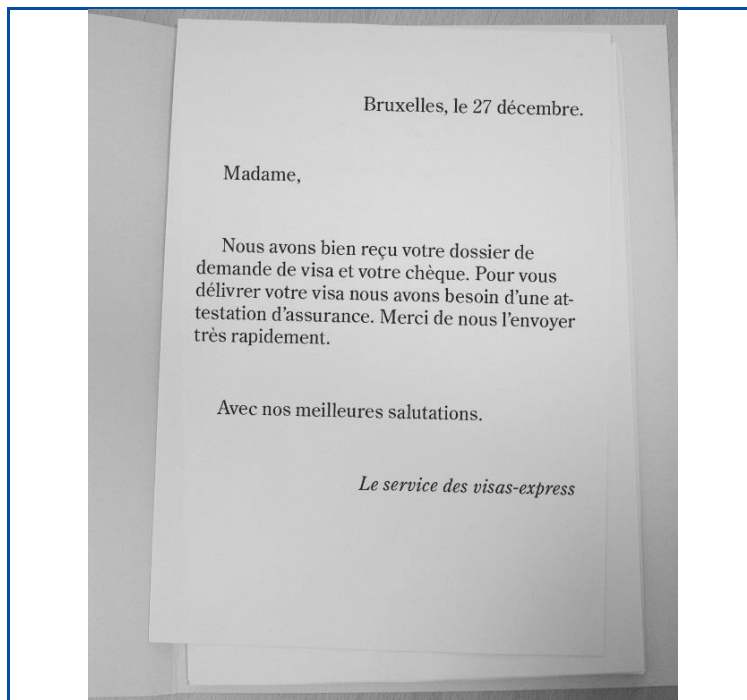 Bruxelles, le 27 décembre.
Madame,
Nous avons bien reçu votre dossier de
demande de visa et votre chèque. Pour vous
délivrer votre visa nous avons besoin d'une at-
testation d'assurance. Merci de nous l'envoyer
très rapidement.
Avec nos meilleures salutations.
Le service des visas-express